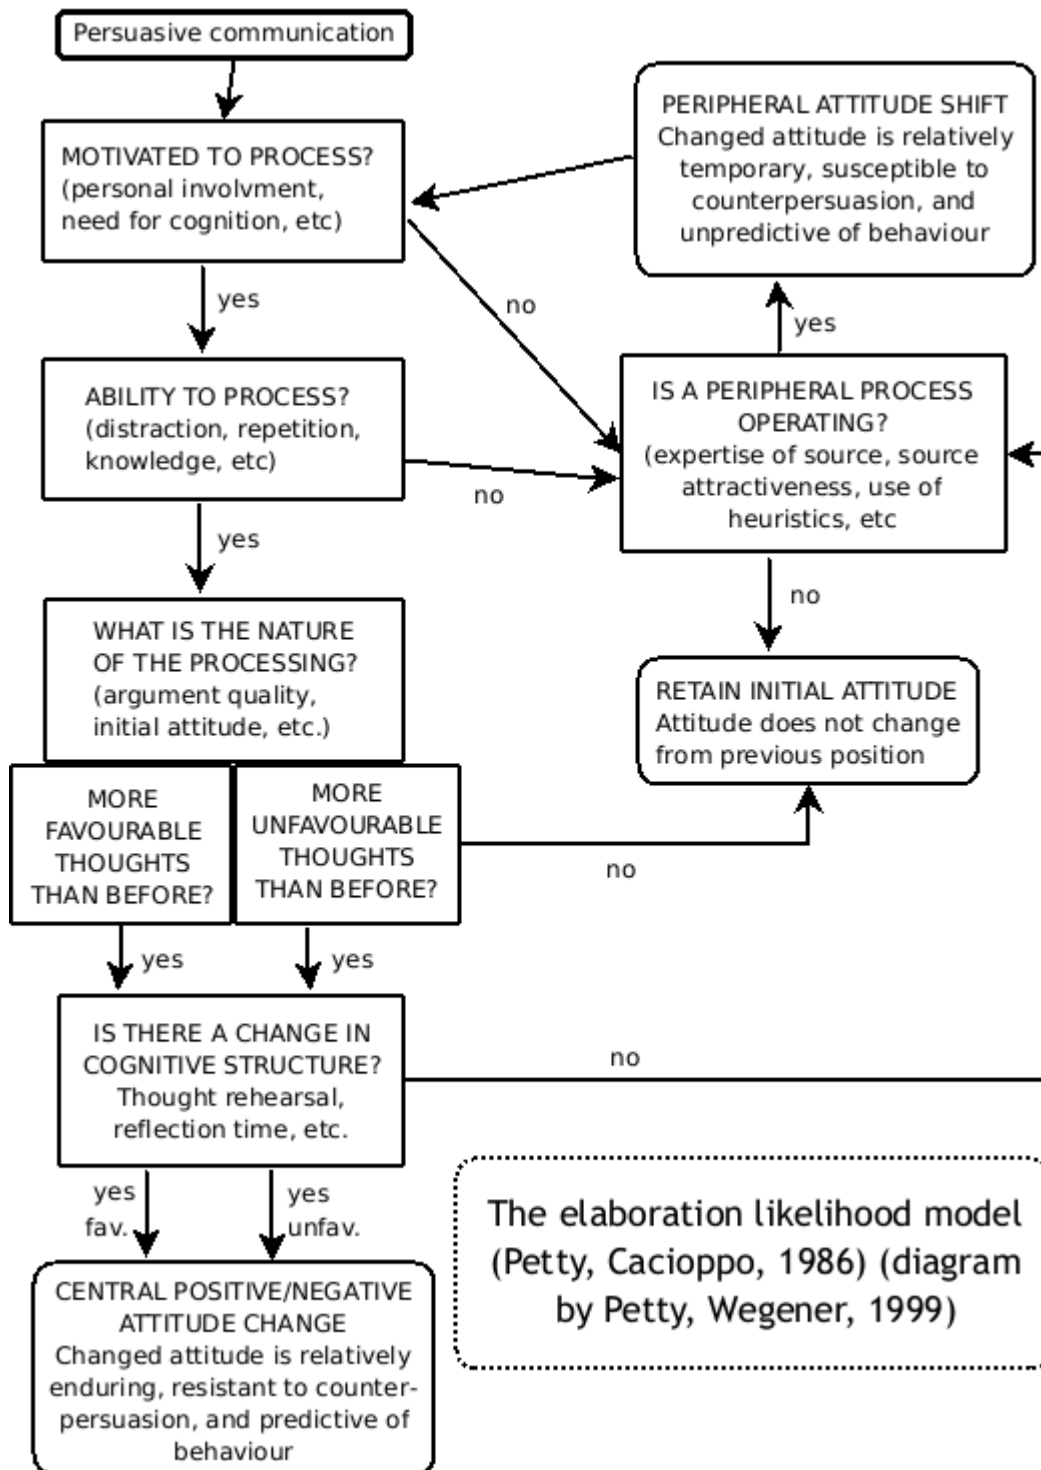 Persuasive communication
MOTIVATED TO PROCESS?
(personal involvment,
need for cognition, etc)
yes
no
ABILITY TO PROCESS?
(distraction, repetition,
knowledge, etc)
yes
no
WHAT IS THE NATURE
OF THE PROCESSING?
(argument quality,
initial attitude, etc.)
MORE
FAVOURABLE
THOUGHTS
THAN BEFORE?
MORE
UNFAVOURABLE
THOUGHTS
THAN BEFORE?
no
yes
yes
IS THERE A CHANGE IN
COGNITIVE STRUCTURE?
Thought rehearsal,
reflection time, etc.
no
yes
fav.
yes
unfav.
CENTRAL POSITIVE/NEGATIVE
ATTITUDE CHANGE
Changed attitude is relatively
enduring, resistant to counter-
persuasion, and predictive of
behaviour
PERIPHERAL ATTITUDE SHIFT
Changed attitude is relatively
temporary, susceptible to
counterpersuasion, and
unpredictive of behaviour
yes
IS A PERIPHERAL PROCESS
OPERATING?
(expertise of source, source
attractiveness, use of
heuristics, etc
no
RETAIN INITIAL ATTITUDE
Attitude does not change
from previous position
The elaboration likelihood model
(Petty, Cacioppo, 1986) (diagram
by Petty, Wegener, 1999)